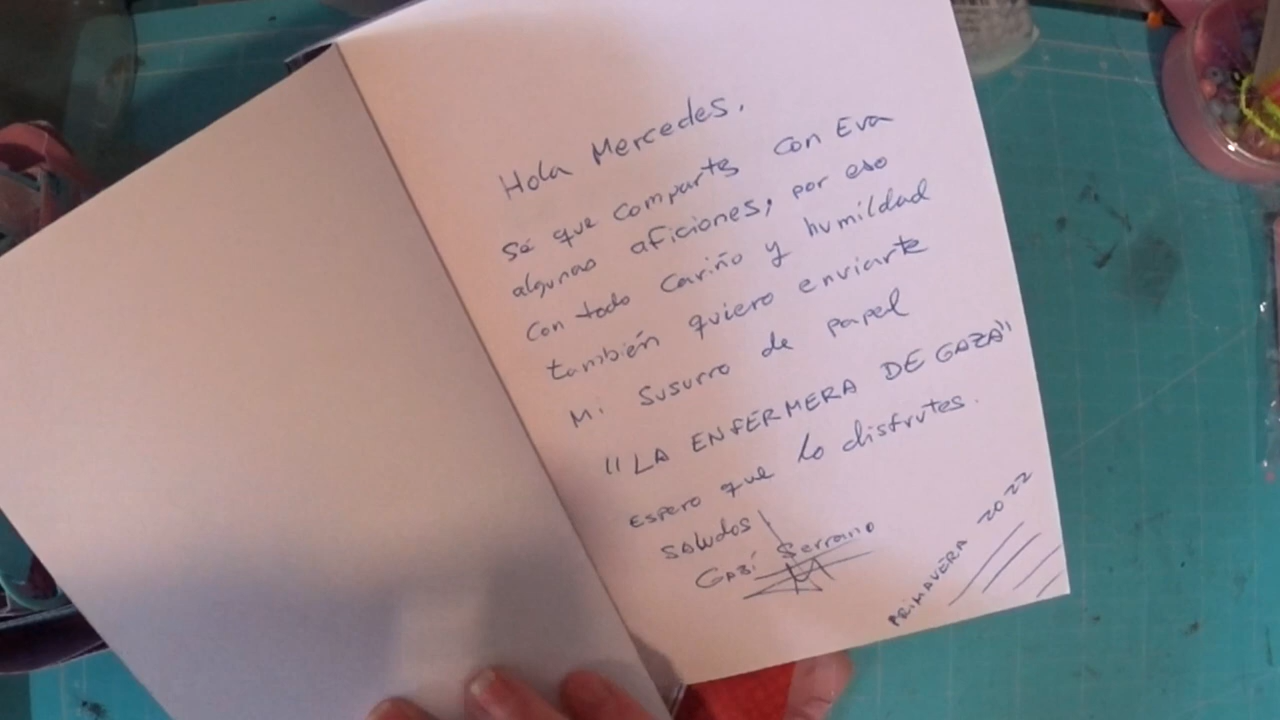 Hola Mercedes.
Sé que compartes con Eva
algunas aficiones, por eso
con todo cariño y humildad
también quiero enviarte
Mi susurro de papel
"LA ENFERMERA DE GAZA"
Espero que lo disfrutes.
Saludos
GABI Serrano
PRIMAVERA 2022